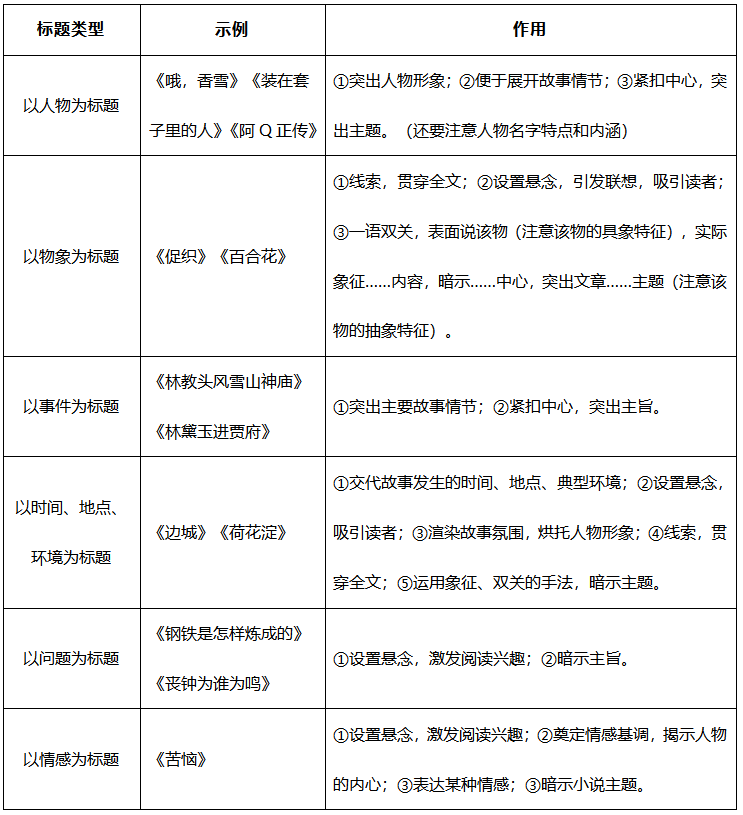 标题类型 示例 作用
以人物为标题
《哦，香雪》《装在套
子里的人》《阿 Q 正传》
①突出人物形象；②便于展开故事情节；③紧扣中心，突
出主题。（还要注意人物名字特点和内涵）
以物象为标题
《促织》《百合花》
①线索，贯穿全文；②设置悬念，引发联想，吸引读者；
③一语双关，表面说该物（注意该物的具象特征），实际
象征……内容，暗示……中心，突出文章……主题（注意该
物的抽象特征）。
以事件为标题
《林教头风雪山神庙》
《林黛玉进贾府》
①突出主要故事情节；②紧扣中心，突出主旨。
以时间、地点、
环境为标题
《边城》《荷花淀》
①交代故事发生的时间、地点、典型环境；②设置悬念，
吸引读者；③渲染故事氛围，烘托人物形象；④线索，贯
穿全文；⑤运用象征、双关的手法，暗示主题。
以问题为标题
《钢铁是怎样炼成的》
《丧钟为谁为鸣》
①设置悬念，激发阅读兴趣；②暗示主旨。
以情感为标题
《苦恼》
①设置悬念，激发阅读兴趣；②奠定情感基调，揭示人物
的内心；③表达某种情感；③暗示小说主题。